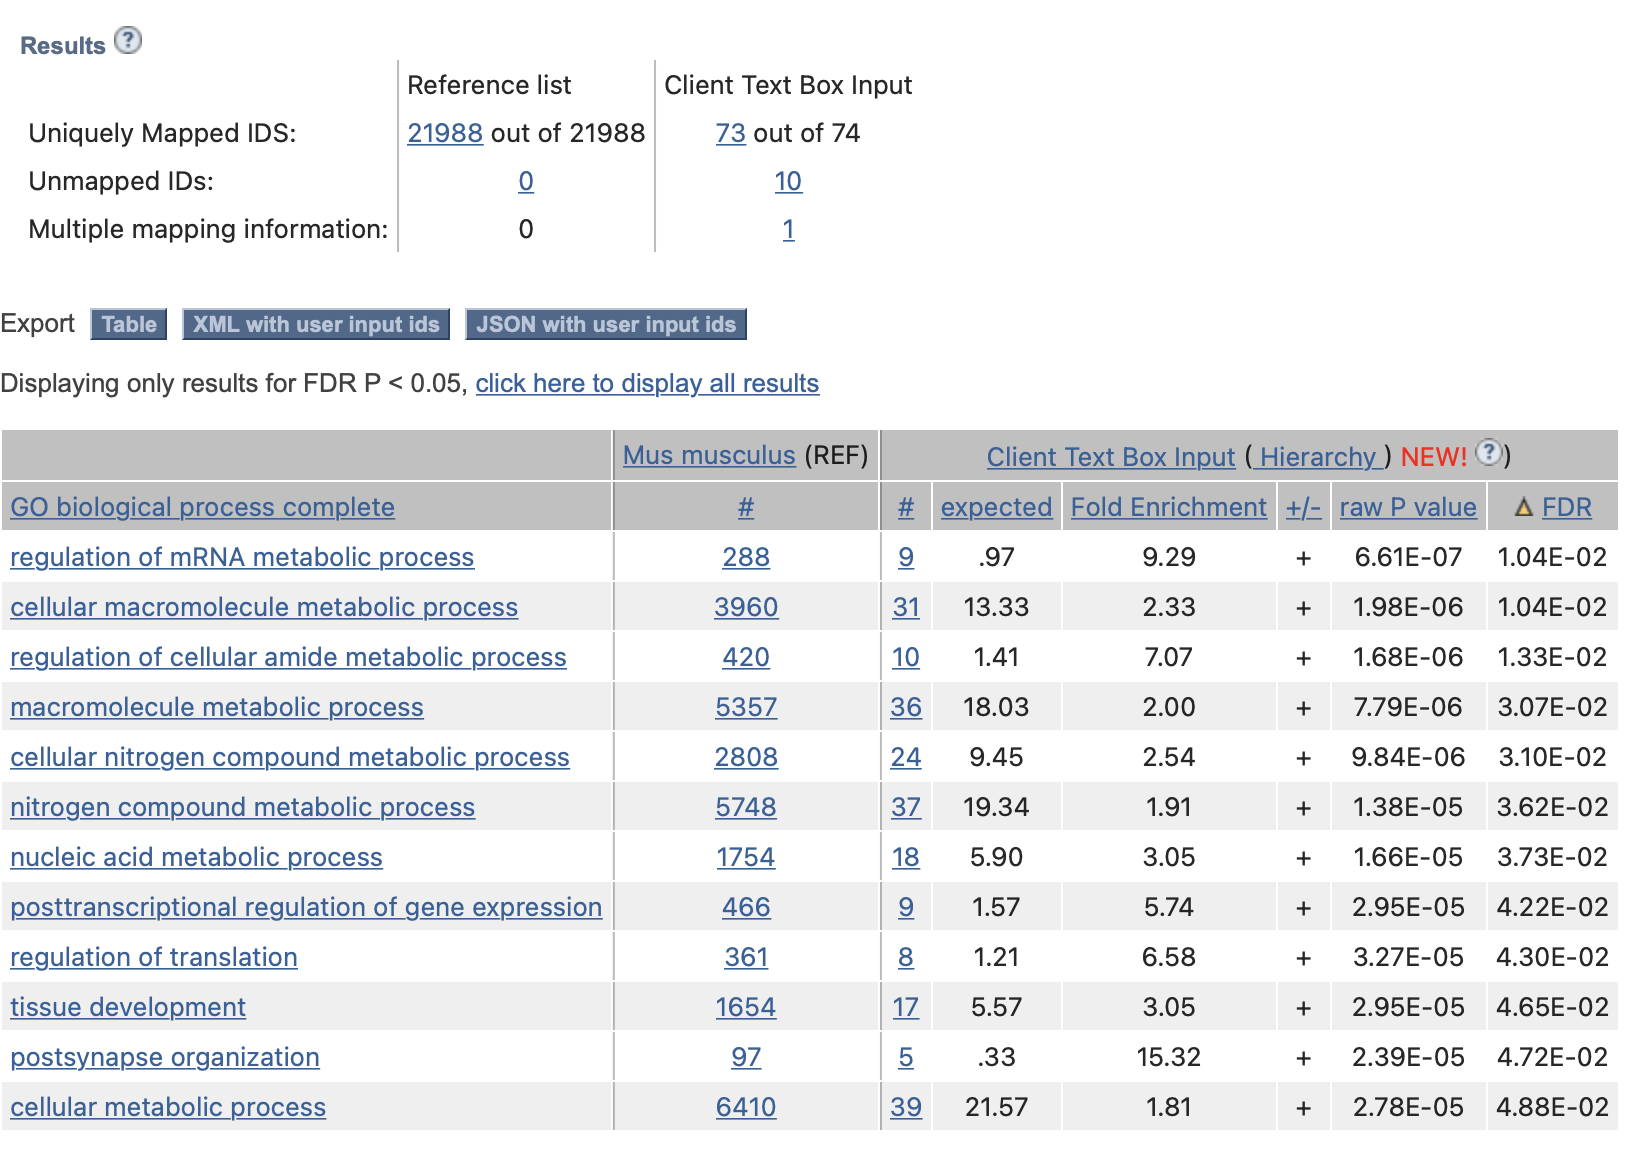 Results ?
Reference list Client Text Box Input
Uniquely Mapped IDS: 21988 out of 21988 73 out of 74
Unmapped IDs: 0 10
Multiple mapping information: 0 1
Export Table XML with user input ids JSON with user input ids
Displaying only results for FDR P < 0.05, click here to display all results
Mus musculus (REF) Client Text Box Input ( Hierarchy ) NEW! ? )
GO biological process complete # # expected Fold Enrichment +/- raw P value △ FDR
regulation of mRNA metabolic process 288 9 .97 9.29 + 6.61E-07 1.04E-02
cellular macromolecule metabolic process 3960 31 13.33 2.33 + 1.98E-06 1.04E-02
regulation of cellular amide metabolic process 420 10 1.41 7.07 + 1.68E-06 1.33E-02
macromolecule metabolic process 5357 36 18.03 2.00 + 7.79E-06 3.07E-02
cellular nitrogen compound metabolic process 2808 24 9.45 2.54 + 9.84E-06 3.10E-02
nitrogen compound metabolic process 5748 37 19.34 1.91 + 1.38E-05 3.62E-02
nucleic acid metabolic process 1754 18 5.90 3.05 + 1.66E-05 3.73E-02
posttranscriptional regulation of gene expression 466 9 1.57 5.74 + 2.95E-05 4.22E-02
regulation of translation 361 8 1.21 6.58 + 3.27E-05 4.30E-02
tissue development 1654 17 5.57 3.05 + 2.95E-05 4.65E-02
postsynapse organization 97 5 .33 15.32 + 2.39E-05 4.72E-02
cellular metabolic process 6410 39 21.57 1.81 + 2.78E-05 4.88E-02